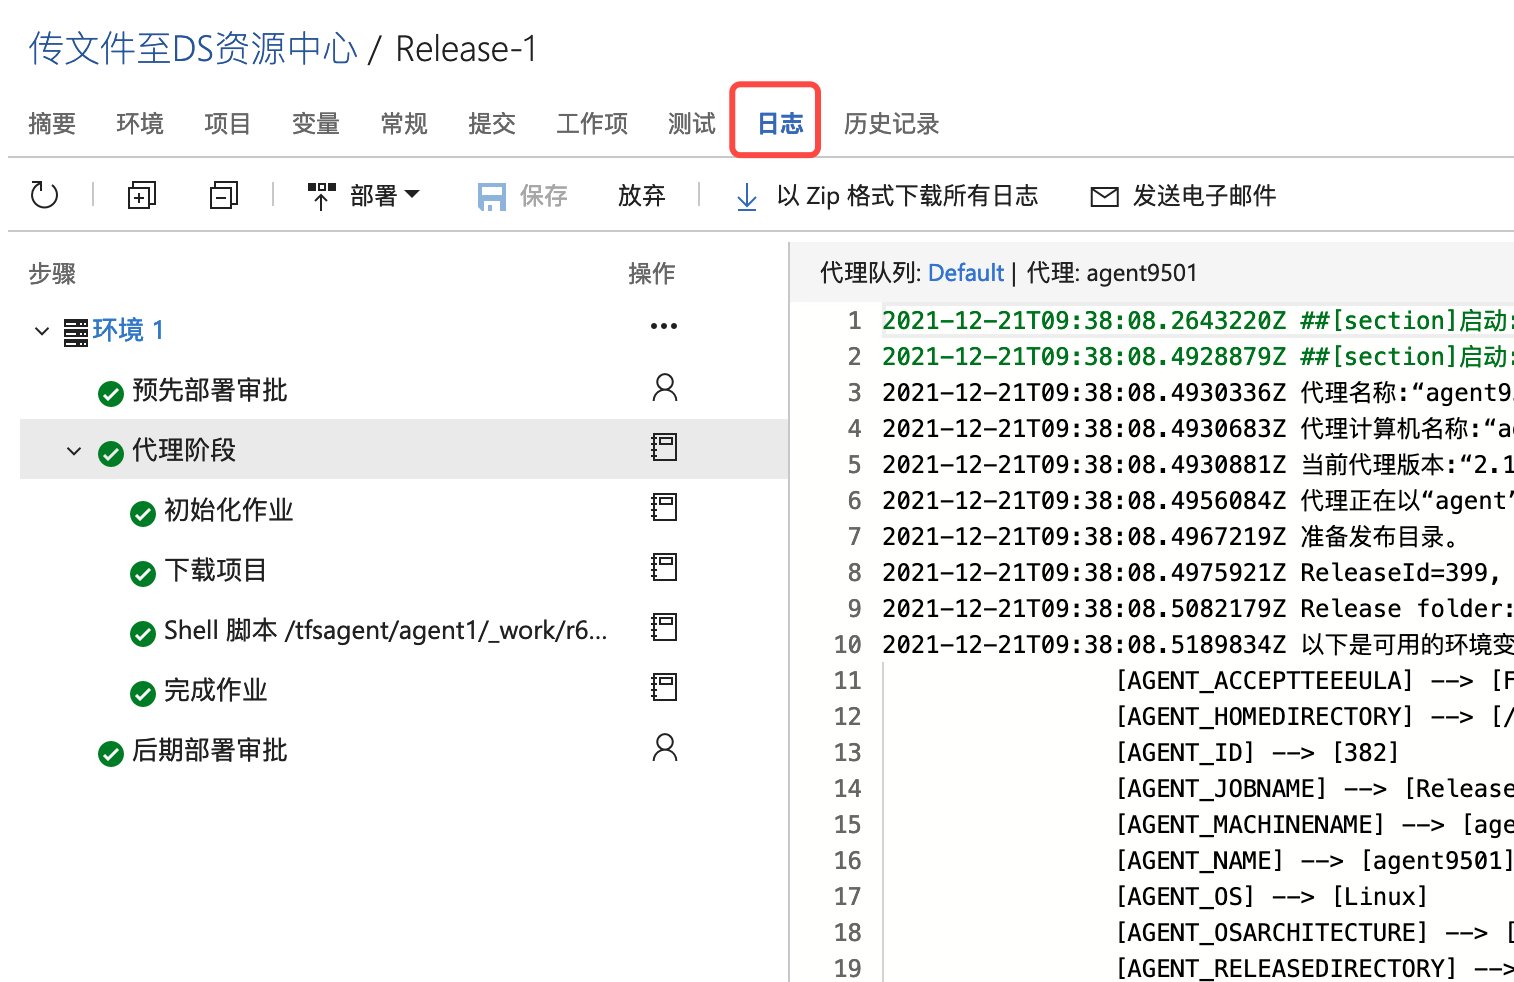 传文件至DS资源中心 / Release-1
摘要 环境 项目 变量 常规 提交 工作项 测试 日志 历史记录
部署 保存 放弃 以 Zip 格式下载所有日志 发送电子邮件
步骤 操作
环境 1
预先部署审批
代理阶段
初始化作业
下载项目
Shell 脚本 /tfsagent/agent1/_work/r6...
完成作业
后期部署审批
代理队列: Default | 代理: agent9501
1 2021-12-21T09:38:08.2643220Z ##[section]启动:
2 2021-12-21T09:38:08.4928879Z ##[section]启动:
3 2021-12-21T09:38:08.4930336Z 代理名称:“agent9
4 2021-12-21T09:38:08.4930683Z 代理计算机名称:“a
5 2021-12-21T09:38:08.4930881Z 当前代理版本:“2.1
6 2021-12-21T09:38:08.4956084Z 代理正在以“agent”
7 2021-12-21T09:38:08.4967219Z 准备发布目录。
8 2021-12-21T09:38:08.4975921Z ReleaseId=399,
9 2021-12-21T09:38:08.5082179Z Release folder:
10 2021-12-21T09:38:08.5189834Z 以下是可用的环境变
11 [AGENT_ACCEPTTEEEULA] --> [F
12 [AGENT_HOMEDIRECTORY] --> [/
13 [AGENT_ID] --> [382]
14 [AGENT_JOBNAME] --> [Release
15 [AGENT_MACHINENAME] --> [age
16 [AGENT_NAME] --> [agent9501]
17 [AGENT_OS] --> [Linux]
18 [AGENT_OSARCHITECTURE] --> [
19 [AGENT_RELEASEDIRECTORY] -->